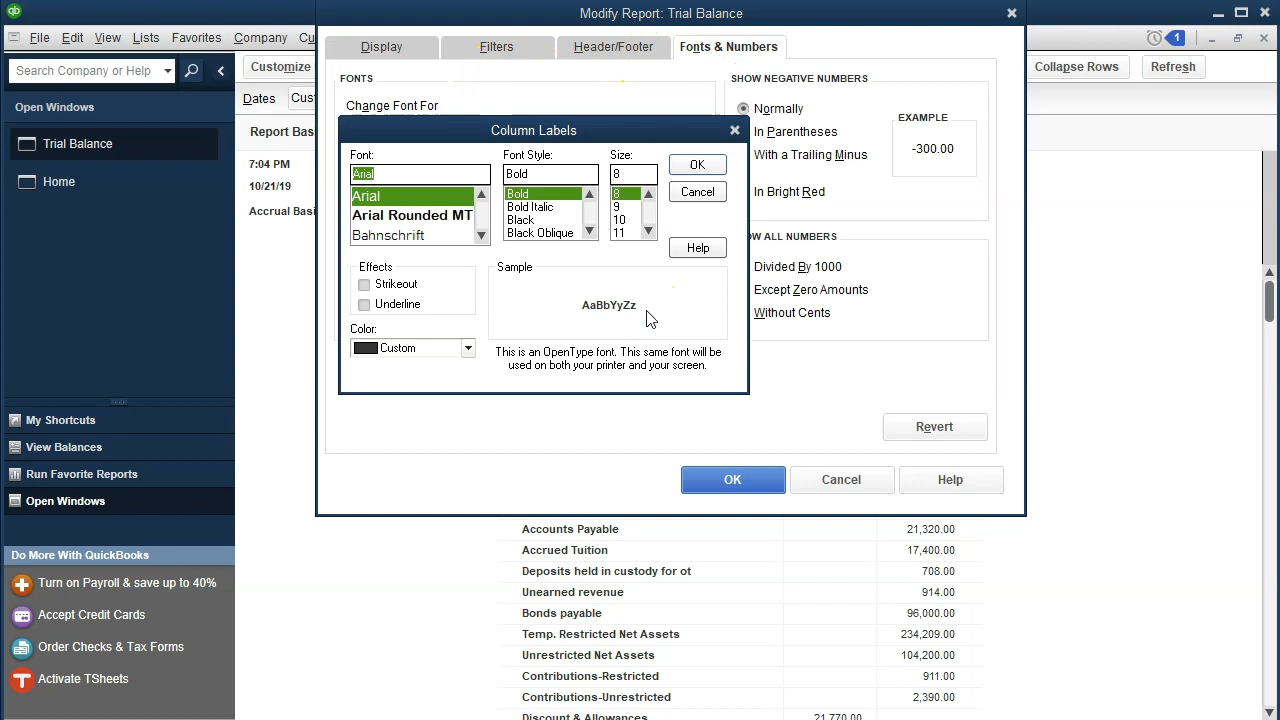 Modify Report: Trial Balance
File Edit View Lists Favorites Company Cu
1
Display Filters Header/Footer Fonts & Numbers
Search Company or Help
Customize
Collapse Rows Refresh
Open Windows
Dates Cust
Trial Balance
Home
Report Bas
7:04 PM
10/21/19
Accrual Basi
FONTS
Change Font For
SHOW NEGATIVE NUMBERS
Normally
In Parentheses
With a Trailing Minus
In Bright Red
EXAMPLE
-300.00
OW ALL NUMBERS
Divided By 1000
Except Zero Amounts
Without Cents
Column Labels
Font: Font Style: Size:
Arial Bold 8
OK
Cancel
Help
Arial
Arial Rounded MT
Bahnschrift
Bold
Bold Italic
Black
Black Oblique
8
9
10
11
Effects
Strikeout
Underline
Color:
Custom
Sample
AaBbYyZz
This is an OpenType font. This same font will be
used on both your printer and your screen.
Revert
OK Cancel Help
My Shortcuts
View Balances
Run Favorite Reports
Open Windows
Do More With QuickBooks
Turn on Payroll & save up to 40%
Accept Credit Cards
Order Checks & Tax Forms
Activate TSheets
Accounts Payable 21,320.00
Accrued Tuition 17,400.00
Deposits held in custody for ot 708.00
Unearned revenue 914.00
Bonds payable 96,000.00
Temp. Restricted Net Assets 234,209.00
Unrestricted Net Assets 104,200.00
Contributions-Restricted 911.00
Contributions-Unrestricted 2,390.00
Discount & Allowances 21,770.00